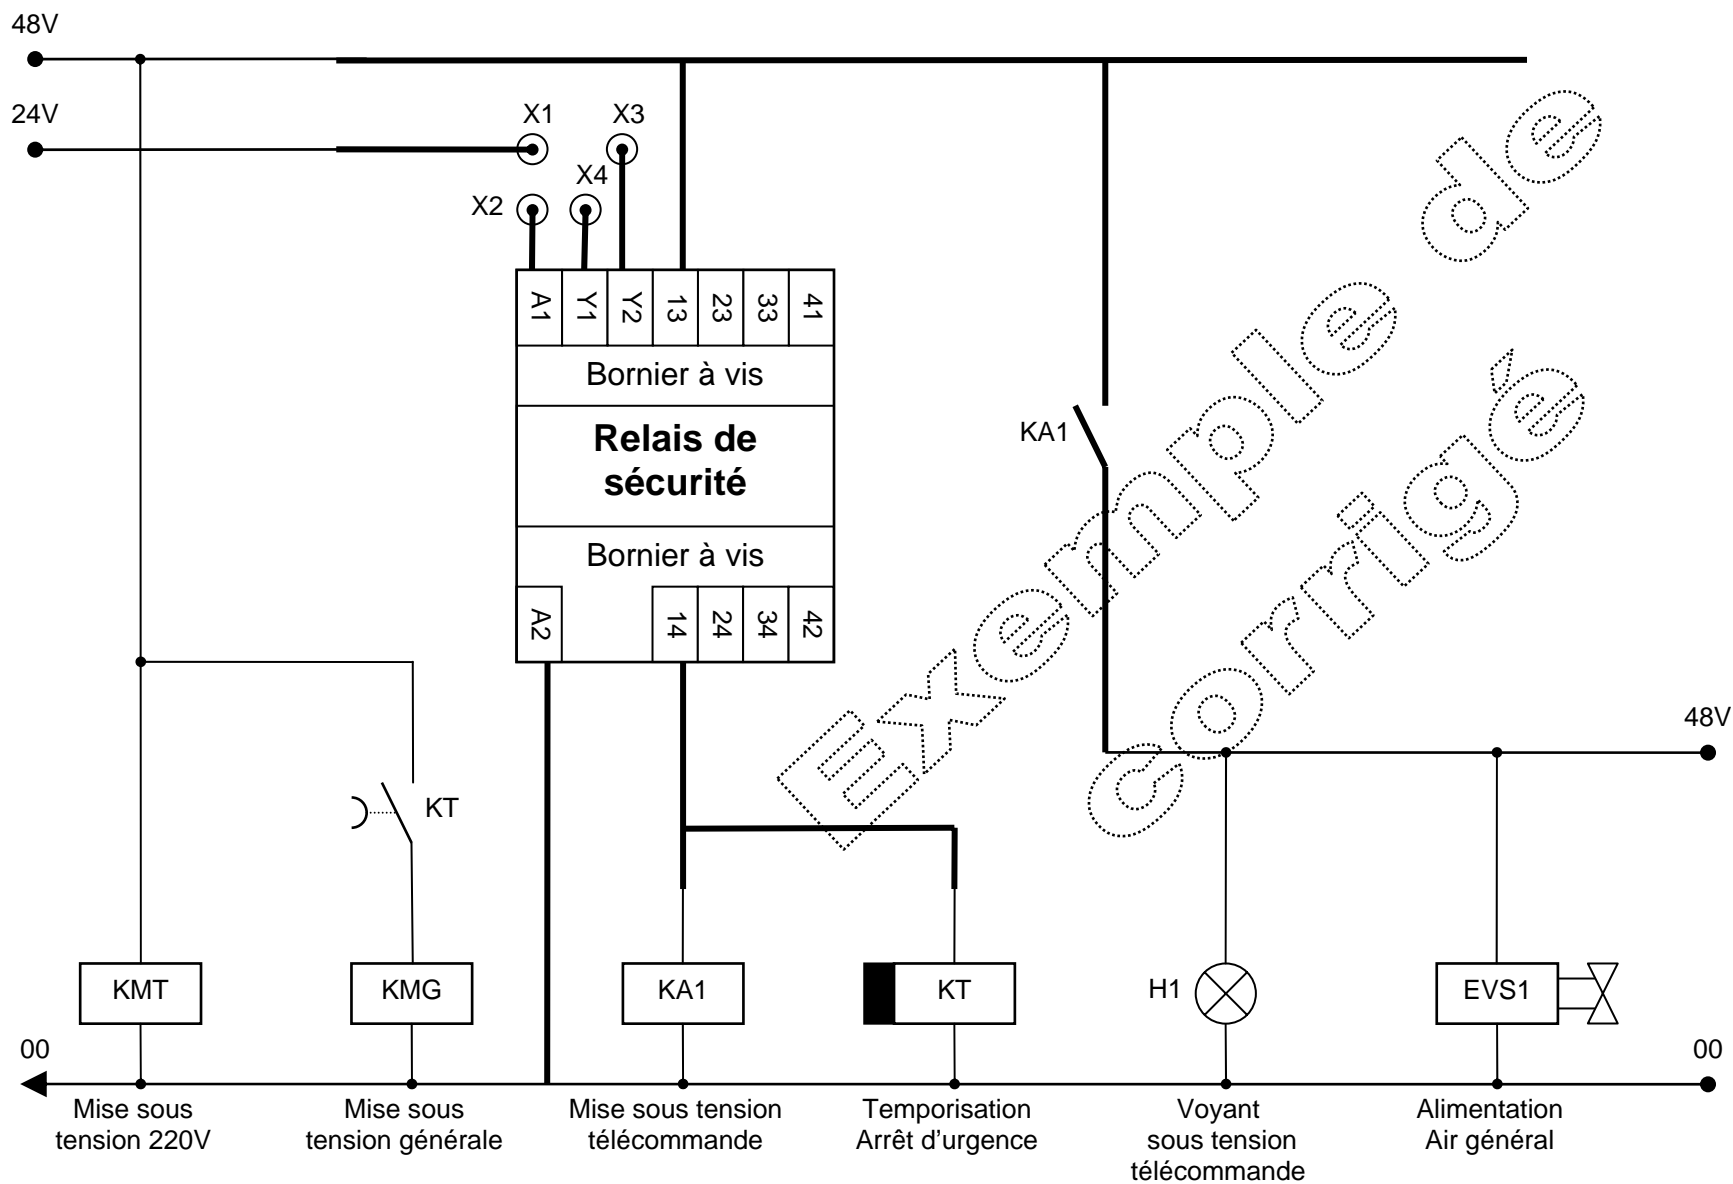 48V
24V
X1
X3
X4
X2
A1
Y1
Y2
13
23
33
41
Bornier à vis
Relais de
sécurité
Bornier à vis
A2
14
24
34
42
KA1
Exemple de
corrigé
48V
KT
KMT
KMG
KA1
KT
H1
EVS1
00
00
Mise sous
tension 220V
Mise sous
tension générale
Mise sous tension
télécommande
Temporisation
Arrêt d’urgence
Voyant
sous tension
télécommande
Alimentation
Air général